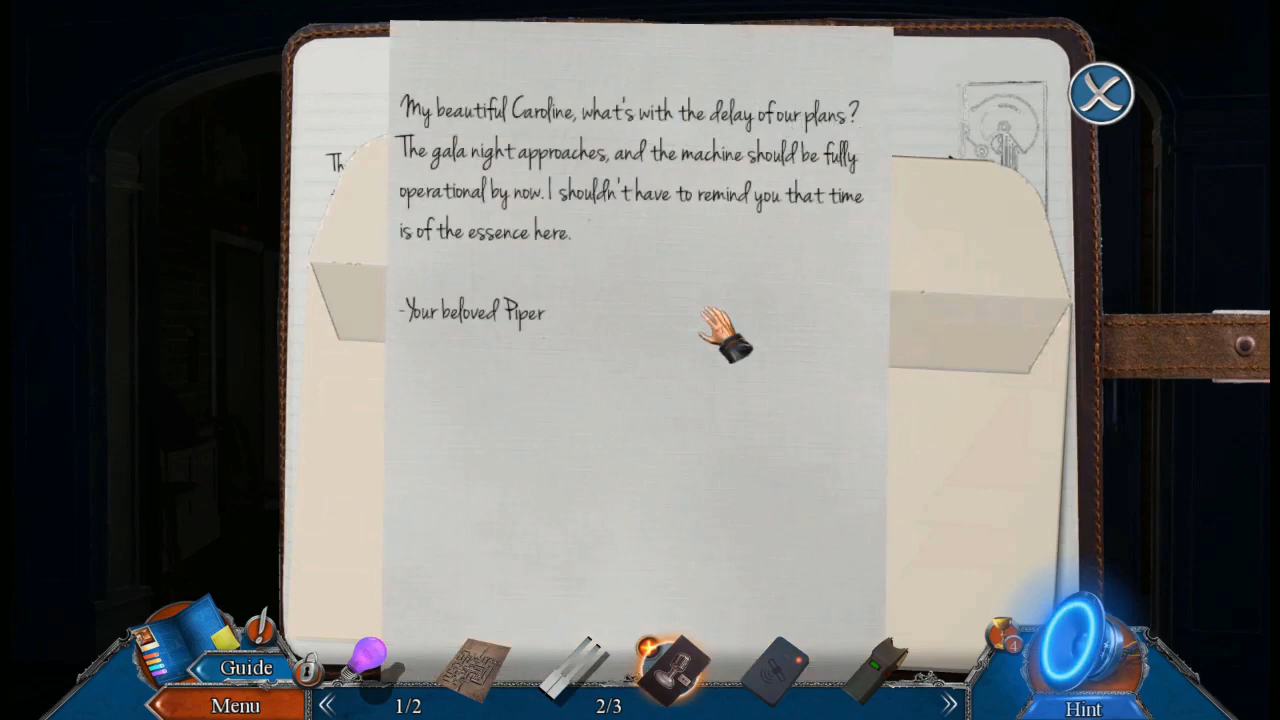 My beautiful Caroline, what's with the delay of our plans?
The gala night approaches, and the machine should be fully
operational by now. I shouldn't have to remind you that time
is of the essence here.
-Your beloved Piper
Th
4
Guide
Menu
1/2
2/3
Hint